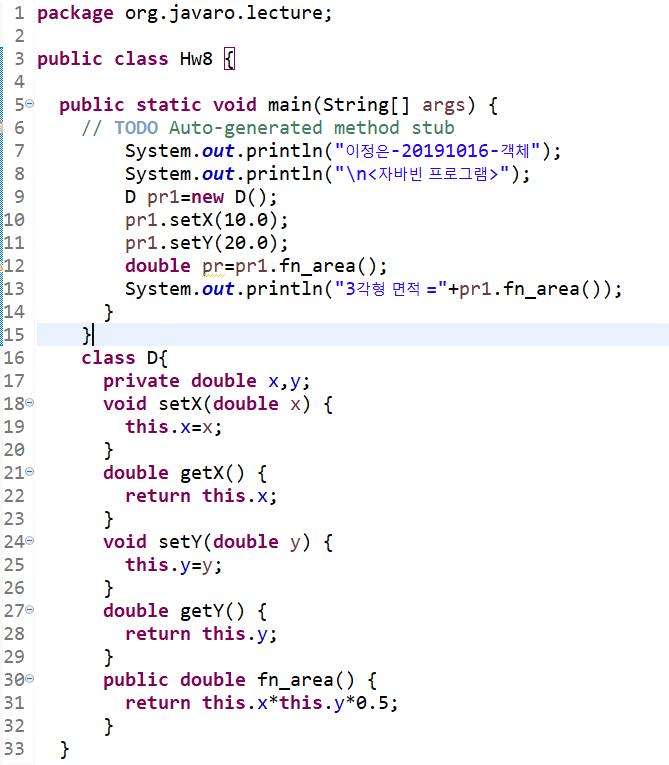 1 package org.javaro.lecture;
2
3 public class Hw8 {
4
5 public static void main(String[] args) {
6 // TODO Auto-generated method stub
7 System.out.println("이정은-20191016-객체");
8 System.out.println("\n<자바빈 프로그램>");
9 D pr1=new D();
10 pr1.setX(10.0);
11 pr1.setY(20.0);
12 double pr=pr1.fn_area();
13 System.out.println("3각형 면적 ="+pr1.fn_area());
14 }
15 }
16 class D{
17 private double x,y;
18 void setX(double x) {
19 this.x=x;
20 }
21 double getX() {
22 return this.x;
23 }
24 void setY(double y) {
25 this.y=y;
26 }
27 double getY() {
28 return this.y;
29 }
30 public double fn_area() {
31 return this.x*this.y*0.5;
32 }
33 }